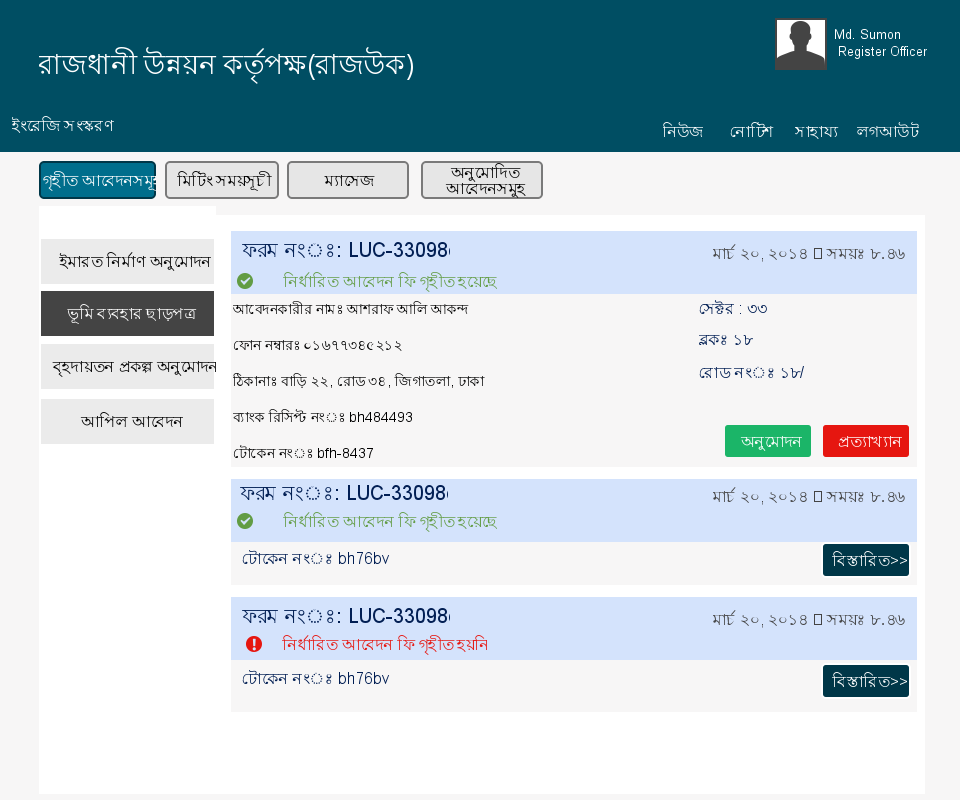 Md. Sumon
Register Officer
রাজধানী উন্নয়ন কর্তৃপক্ষ(রাজউক)
ইংরেজি সংস্করণ
নিউজ নোটিশ সাহায্য লগআউট
গৃহীত আবেদনসমূহ মিটিং সময়সূচী ম্যাসেজ অনুমোদিত
আবেদনসমুহ
ইমারত নির্মাণ অনুমোদন
ভূমি ব্যবহার ছাড়পত্র
বৃহদায়তন প্রকল্প অনুমোদন
আপিল আবেদন
ফরম নংঃ: LUC-33098
মার্চ ২০, ২০১৪ সময়ঃ ৮.৪৬
নির্ধারিত আবেদন ফি গৃহীত হয়েছে
আবেদনকারীর নামঃ আশরাফ আলি আকন্দ
সেক্টর : ৩৩
ফোন নম্বারঃ ০১৬৭৭৩৪৫২১২
ব্লকঃ ১৮
ঠিকানাঃ বাড়ি ২২, রোড ৩৪, জিগাতলা, ঢাকা
রোড নংঃ ১৮/
ব্যাংক রিসিপ্ট নংঃ bh484493
টোকেন নংঃ bfh-8437
অনুমোদন প্রত্যাখ্যান
ফরম নংঃ: LUC-33098
মার্চ ২০, ২০১৪ সময়ঃ ৮.৪৬
নির্ধারিত আবেদন ফি গৃহীত হয়েছে
টোকেন নংঃ bh76bv
বিস্তারিত>>
ফরম নংঃ: LUC-33098
মার্চ ২০, ২০১৪ সময়ঃ ৮.৪৬
নির্ধারিত আবেদন ফি গৃহীত হয়নি
টোকেন নংঃ bh76bv
বিস্তারিত>>